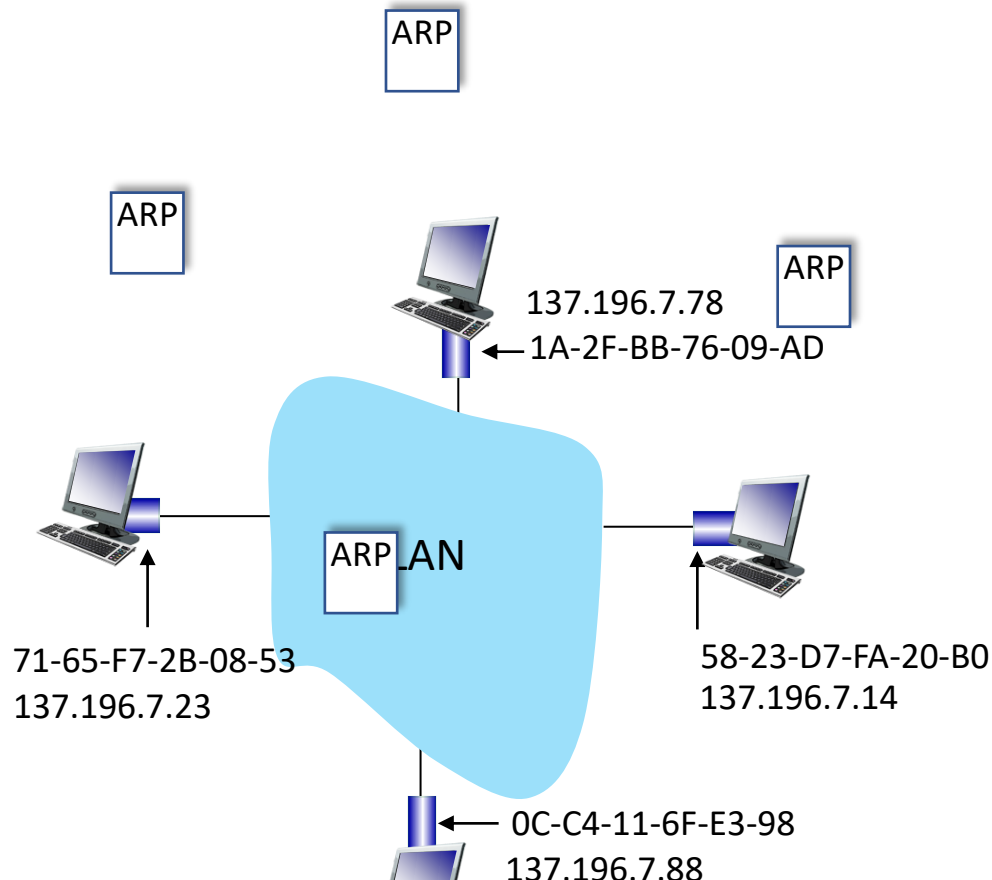 ARP
ARP
ARP
137.196.7.78
1A-2F-BB-76-09-AD
ARP
LAN
71-65-F7-2B-08-53
137.196.7.23
58-23-D7-FA-20-B0
137.196.7.14
0C-C4-11-6F-E3-98
137.196.7.88